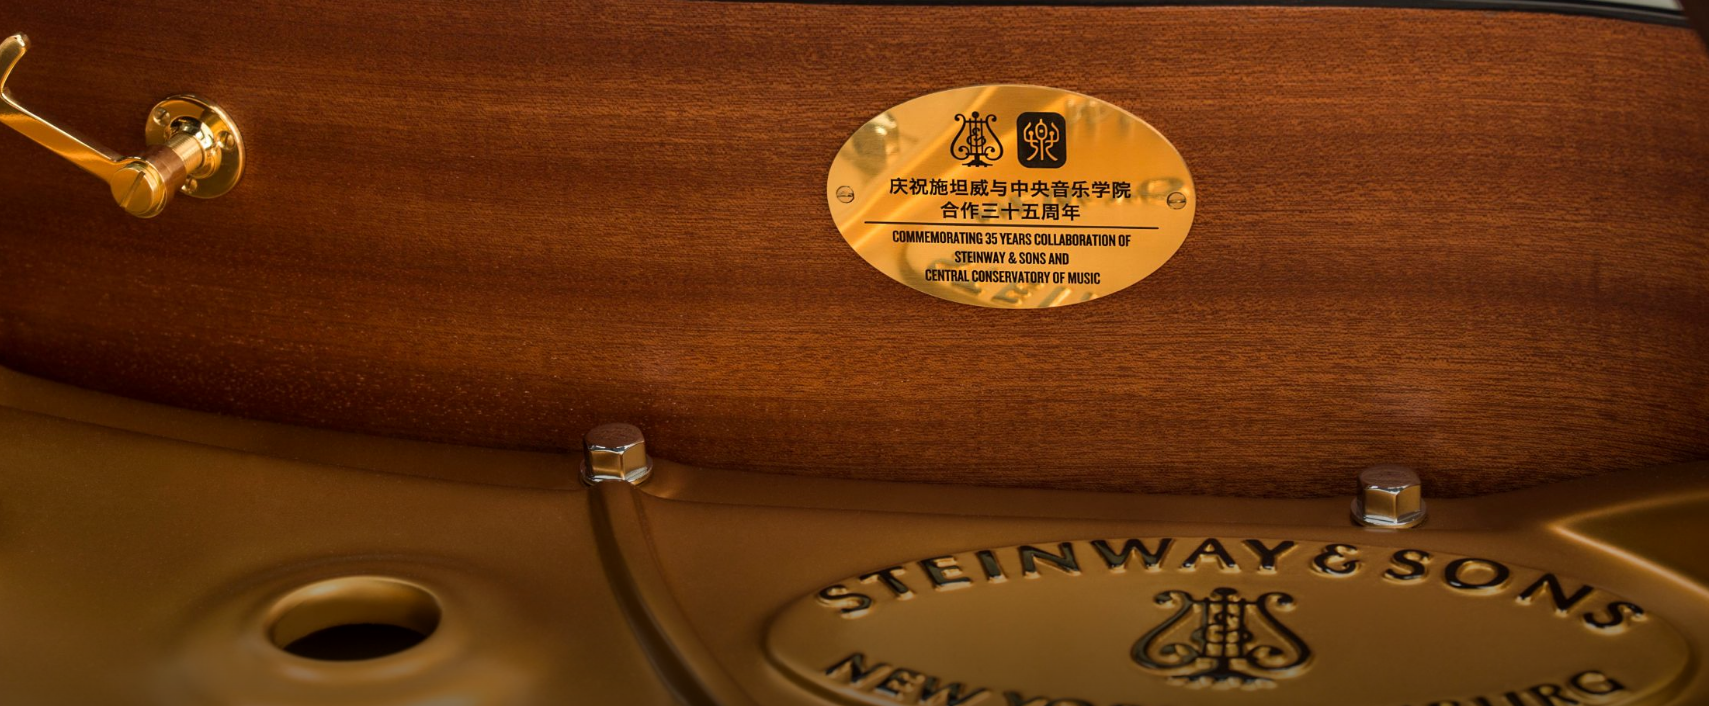 庆祝施坦威与中央音乐学院
合作三十五周年
COMMEMORATING 35 YEARS COLLABORATION OF
STEINWAY & SONS AND
CENTRAL CONSERVATORY OF MUSIC
STEINWAY & SONS
NEW